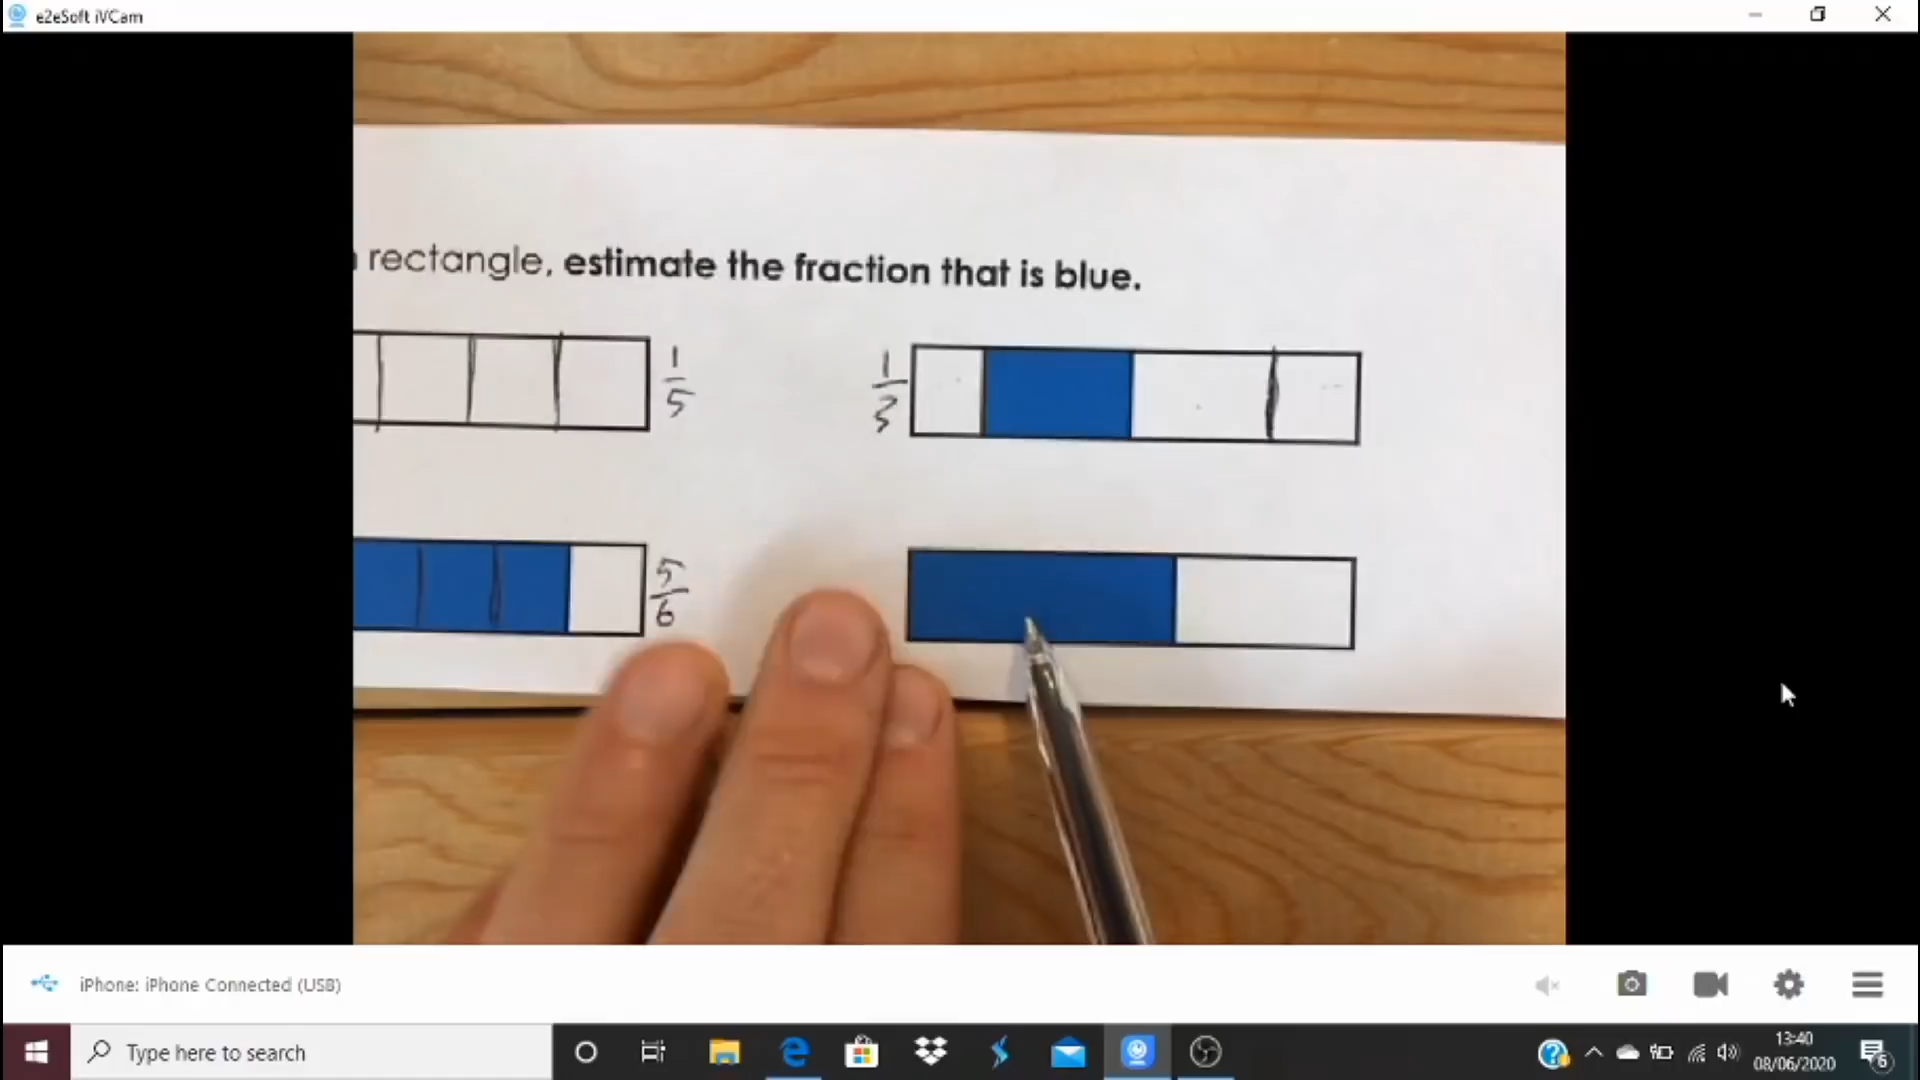 e2eSoft iVCam
rectangle, estimate the fraction that is blue.
1/5
1/3
5/6
iPhone: iPhone Connected (USB)
Type here to search
13:40
08/06/2020
6